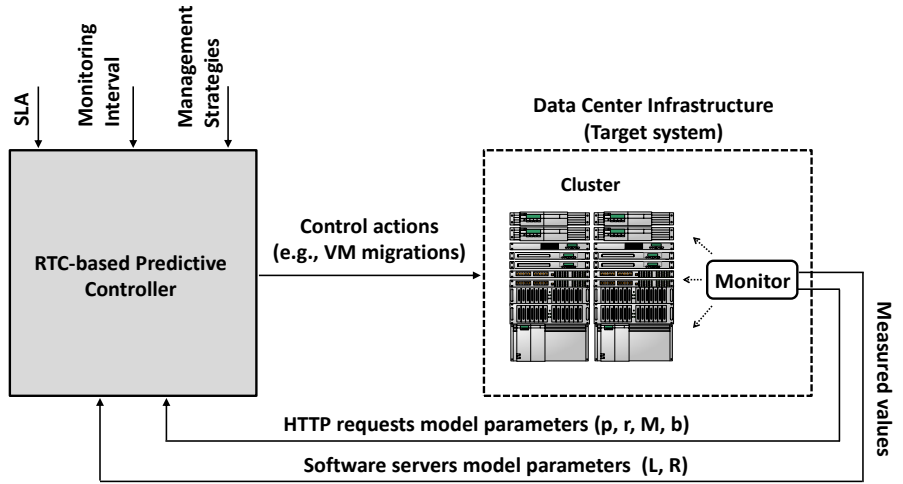 SLA
Monitoring
Interval
Management
Strategies
Data Center Infrastructure
(Target system)
Cluster
Control actions
(e.g., VM migrations)
RTC-based Predictive
Controller
Monitor
Measured values
HTTP requests model parameters (p, r, M, b)
Software servers model parameters (L, R)